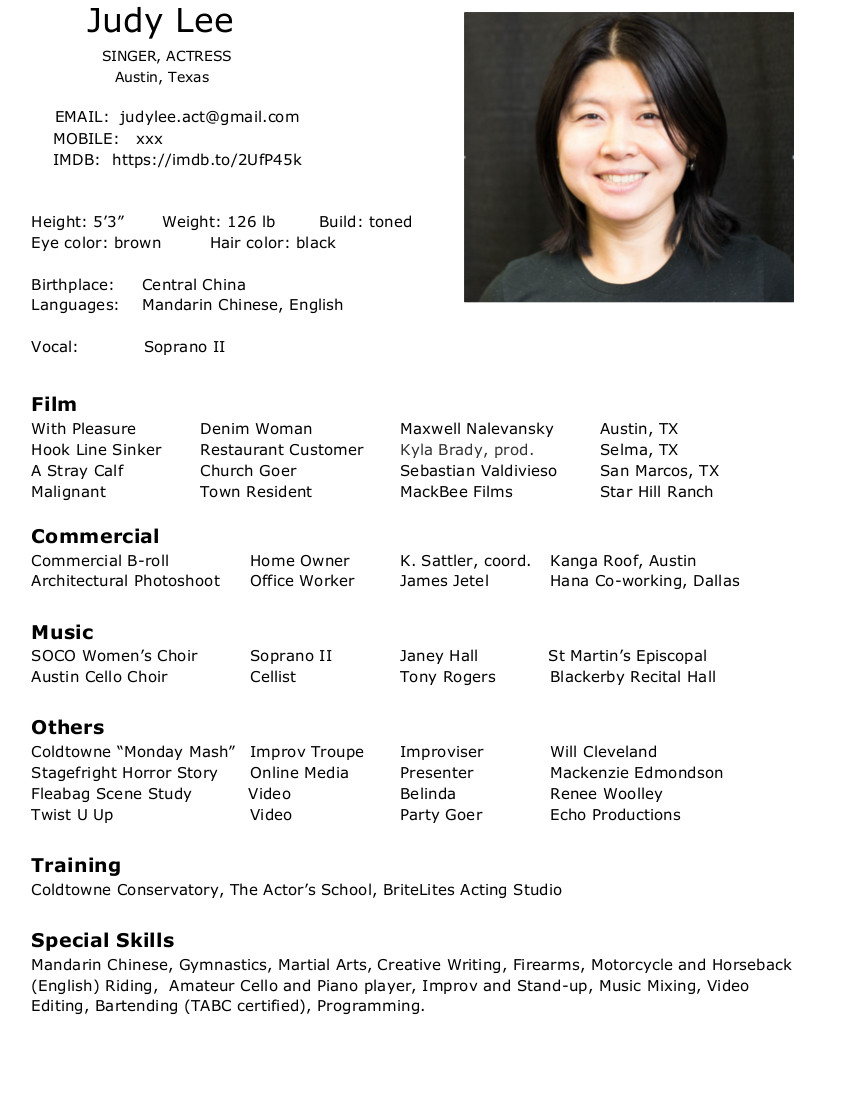 Judy Lee
SINGER, ACTRESS
Austin, Texas
EMAIL: judylee.act@gmail.com
MOBILE: xxx
IMDB: https://imdb.to/2UfP45k
Height: 5’3” Weight: 126 lb Build: toned
Eye color: brown Hair color: black
Birthplace: Central China
Languages: Mandarin Chinese, English
Vocal: Soprano II
Film
With Pleasure Denim Woman Maxwell Nalevansky Austin, TX
Hook Line Sinker Restaurant Customer Kyla Brady, prod. Selma, TX
A Stray Calf Church Goer Sebastian Valdivieso San Marcos, TX
Malignant Town Resident MackBee Films Star Hill Ranch
Commercial
Commercial B-roll Home Owner K. Sattler, coord. Kanga Roof, Austin
Architectural Photoshoot Office Worker James Jetel Hana Co-working, Dallas
Music
SOCO Women’s Choir Soprano II Janey Hall St Martin’s Episcopal
Austin Cello Choir Cellist Tony Rogers Blackerby Recital Hall
Others
Coldtowne “Monday Mash” Improv Troupe Improviser Will Cleveland
Stagefright Horror Story Online Media Presenter Mackenzie Edmondson
Fleabag Scene Study Video Belinda Renee Woolley
Twist U Up Video Party Goer Echo Productions
Training
Coldtowne Conservatory, The Actor’s School, BriteLites Acting Studio
Special Skills
Mandarin Chinese, Gymnastics, Martial Arts, Creative Writing, Firearms, Motorcycle and Horseback
(English) Riding, Amateur Cello and Piano player, Improv and Stand-up, Music Mixing, Video
Editing, Bartending (TABC certified), Programming.